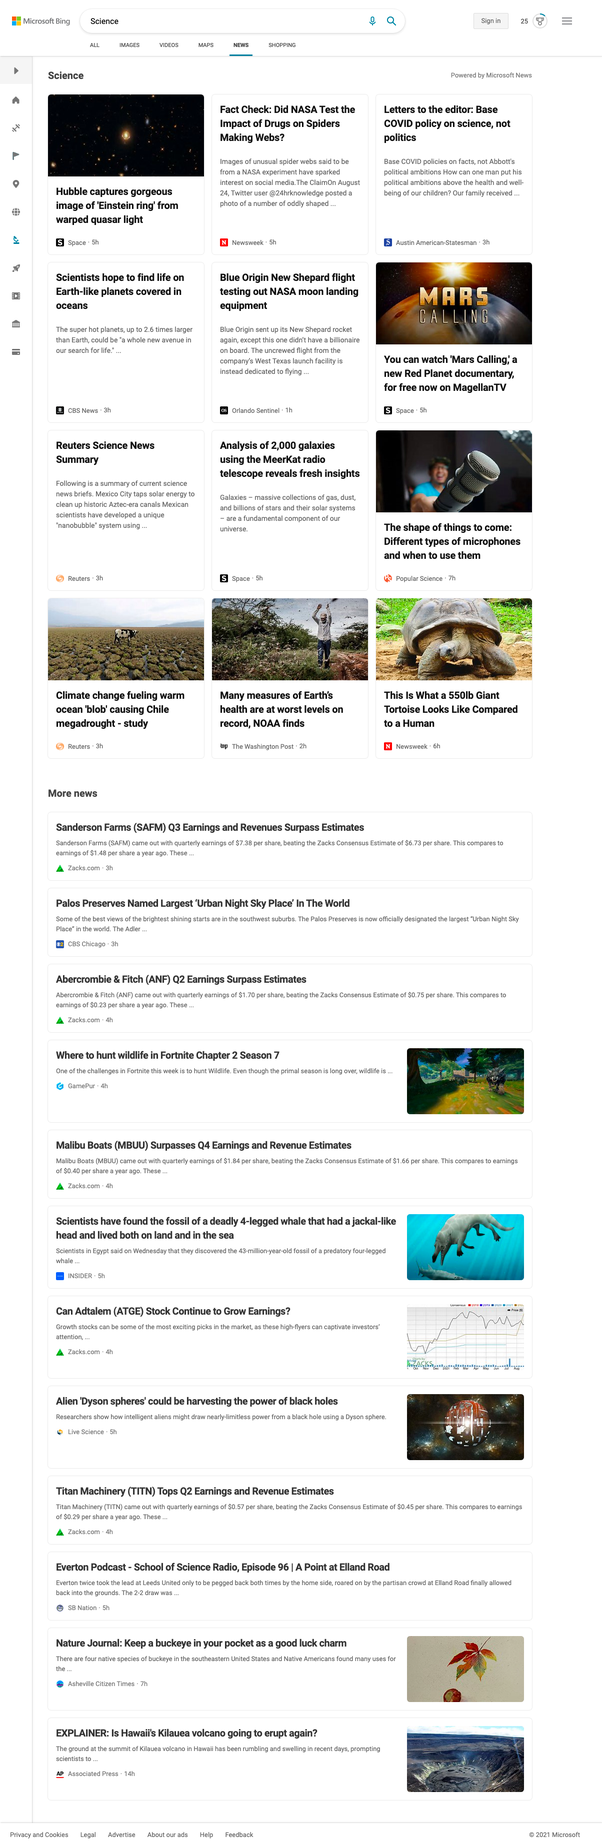 Microsoft Bing
Science
Sign in
25
ALL
IMAGES
VIDEOS
MAPS
NEWS
SHOPPING
Science
Powered by Microsoft News
Hubble captures gorgeous
image of 'Einstein ring' from
warped quasar light
Space · 5h
Fact Check: Did NASA Test the
Impact of Drugs on Spiders
Making Webs?
Images of unusual spider webs said to be
from a NASA experiment have sparked
interest on social media.The ClaimOn August
24, Twitter user @24hrknowledge posted a
photo of a number of oddly shaped ...
Newsweek · 5h
Letters to the editor: Base
COVID policy on science, not
politics
Base COVID policies on facts, not Abbott's
political ambitions How can one man put his
political ambitions above the health and well-
being of our children? Our family received ...
Austin American-Statesman · 3h
Scientists hope to find life on
Earth-like planets covered in
oceans
The super hot planets, up to 2.6 times larger
than Earth, could be "a whole new avenue in
our search for life." ...
CBS News · 3h
Blue Origin New Shepard flight
testing out NASA moon landing
equipment
Blue Origin sent up its New Shepard rocket
again, except this one didn't have a billionaire
on board. The uncrewed flight from the
company's West Texas launch facility is
instead dedicated to flying ...
Orlando Sentinel · 1h
MARS
CALLING
You can watch 'Mars Calling,' a
new Red Planet documentary,
for free now on MagellanTV
Space · 5h
Reuters Science News
Summary
Following is a summary of current science
news briefs. Mexico City taps solar energy to
clean up historic Aztec-era canals Mexican
scientists have developed a unique
"nanobubble" system using ...
Reuters · 3h
Analysis of 2,000 galaxies
using the MeerKat radio
telescope reveals fresh insights
Galaxies – massive collections of gas, dust,
and billions of stars and their solar systems
– are a fundamental component of our
universe.
Space · 5h
The shape of things to come:
Different types of microphones
and when to use them
Popular Science · 7h
Climate change fueling warm
ocean 'blob' causing Chile
megadrought - study
Reuters · 3h
Many measures of Earth's
health are at worst levels on
record, NOAA finds
The Washington Post · 2h
This Is What a 550lb Giant
Tortoise Looks Like Compared
to a Human
Newsweek · 6h
More news
Sanderson Farms (SAFM) Q3 Earnings and Revenues Surpass Estimates
Sanderson Farms (SAFM) came out with quarterly earnings of $7.38 per share, beating the Zacks Consensus Estimate of $6.73 per share. This compares to
earnings of $1.48 per share a year ago. These ...
Zacks.com · 3h
Palos Preserves Named Largest 'Urban Night Sky Place' In The World
Some of the best views of the brightest shining starts are in the southwest suburbs. The Palos Preserves is now officially designated the largest "Urban Night Sky
Place" in the world. The Adler ...
CBS Chicago · 3h
Abercrombie & Fitch (ANF) Q2 Earnings Surpass Estimates
Abercrombie & Fitch (ANF) came out with quarterly earnings of $1.70 per share, beating the Zacks Consensus Estimate of $0.75 per share. This compares to
earnings of $0.23 per share a year ago. These ...
Zacks.com · 4h
Where to hunt wildlife in Fortnite Chapter 2 Season 7
One of the challenges in Fortnite this week is to hunt Wildlife. Even though the primal season is long over, wildlife is ...
GamePur · 4h
Malibu Boats (MBUU) Surpasses Q4 Earnings and Revenue Estimates
Malibu Boats (MBUU) came out with quarterly earnings of $1.84 per share, beating the Zacks Consensus Estimate of $1.66 per share. This compares to earnings
of $0.40 per share a year ago. These ...
Zacks.com · 4h
Scientists have found the fossil of a deadly 4-legged whale that had a jackal-like
head and lived both on land and in the sea
Scientists in Egypt said on Wednesday that they discovered the 43-million-year-old fossil of a predatory four-legged
whale ...
INSIDER · 5h
Can Adtalem (ATGE) Stock Continue to Grow Earnings?
Growth stocks can be some of the most exciting picks in the market, as these high-flyers can captivate investors'
attention, ...
Zacks.com · 4h
ZACKS
Alien 'Dyson spheres' could be harvesting the power of black holes
Researchers show how intelligent aliens might draw nearly-limitless power from a black hole using a Dyson sphere.
Live Science · 5h
Titan Machinery (TITN) Tops Q2 Earnings and Revenue Estimates
Titan Machinery (TITN) came out with quarterly earnings of $0.57 per share, beating the Zacks Consensus Estimate of $0.45 per share. This compares to earnings
of $0.29 per share a year ago. These ...
Zacks.com · 4h
Everton Podcast - School of Science Radio, Episode 96 | A Point at Elland Road
Everton twice took the lead at Leeds United only to be pegged back both times by the home side, roared on by the partisan crowd at Elland Road finally allowed
back into the grounds. The 2-2 draw was ...
SB Nation · 5h
Nature Journal: Keep a buckeye in your pocket as a good luck charm
There are four native species of buckeye in the southeastern United States and Native Americans found many uses for
the ...
Asheville Citizen Times · 7h
EXPLAINER: Is Hawaii's Kilauea volcano going to erupt again?
The ground at the summit of Kilauea volcano in Hawaii has been rumbling and swelling in recent days, prompting
scientists to ...
AP
Associated Press · 14h
Privacy and Cookies
Legal
Advertise
About our ads
Help
Feedback
© 2021 Microsoft